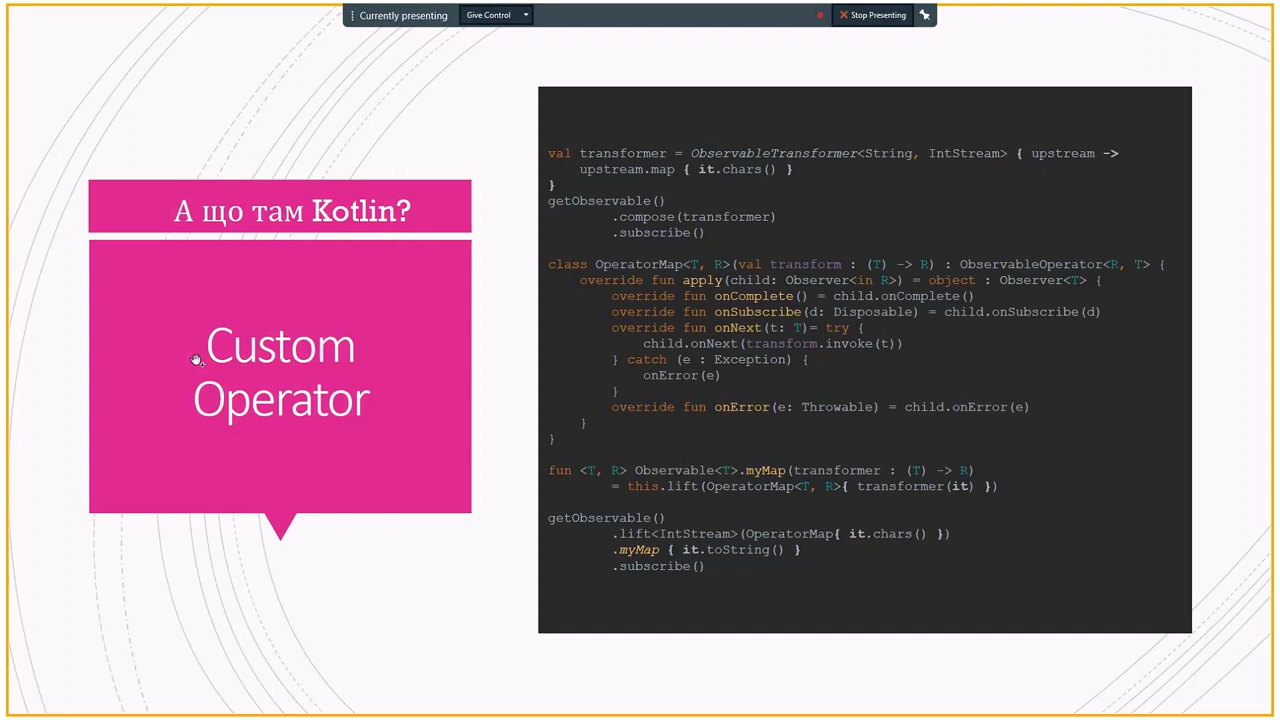 Currently presenting
Give Control
Stop Presenting
А що там Kotlin?
Custom
Operator
val transformer = ObservableTransformer<String, IntStream> { upstream ->
    upstream.map { it.chars() }
}
getObservable()
        .compose(transformer)
        .subscribe()
class OperatorMap<T, R>(val transform : (T) -> R) : ObservableOperator<R, T> {
    override fun apply(child: Observer<in R>) = object : Observer<T> {
        override fun onComplete() = child.onComplete()
        override fun onSubscribe(d: Disposable) = child.onSubscribe(d)
        override fun onNext(t: T)= try {
            child.onNext(transform.invoke(t))
        } catch (e : Exception) {
            onError(e)
        }
        override fun onError(e: Throwable) = child.onError(e)
    }
}
fun <T, R> Observable<T>.myMap(transformer : (T) -> R)
        = this.lift(OperatorMap<T, R>{ transformer(it) })
getObservable()
        .lift<IntStream>(OperatorMap{ it.chars() })
        .myMap { it.toString() }
        .subscribe()